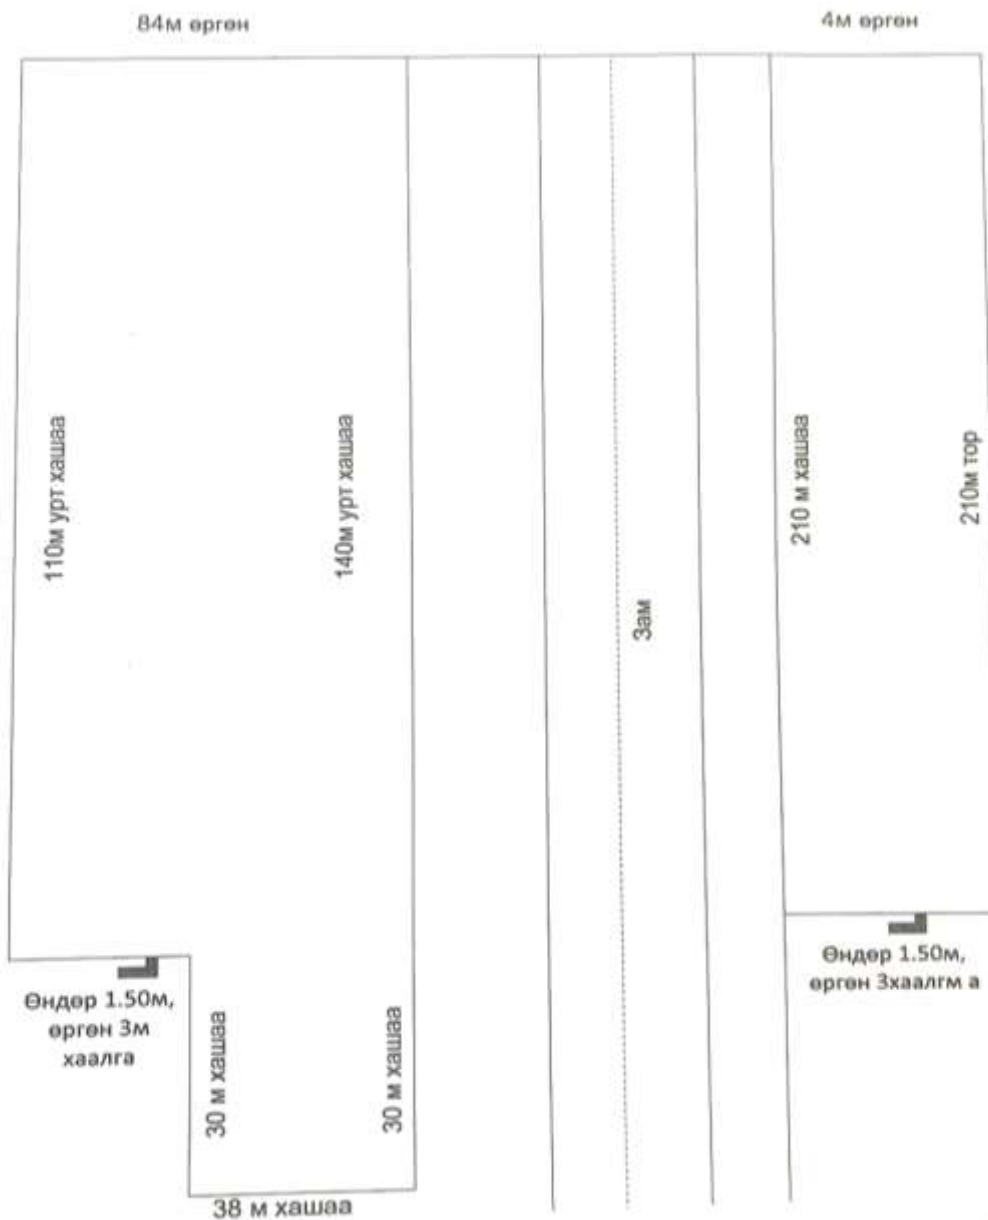 84м өргөн
4м өргөн
110м урт хашаа
140м урт хашаа
Зам
210 м хашаа
210м тор
Өндөр 1.50м,
өргөн 3м
хаалга
30 м хашаа
30 м хашаа
38 м хашаа
Өндөр 1.50м,
өргөн 3хаалгм а